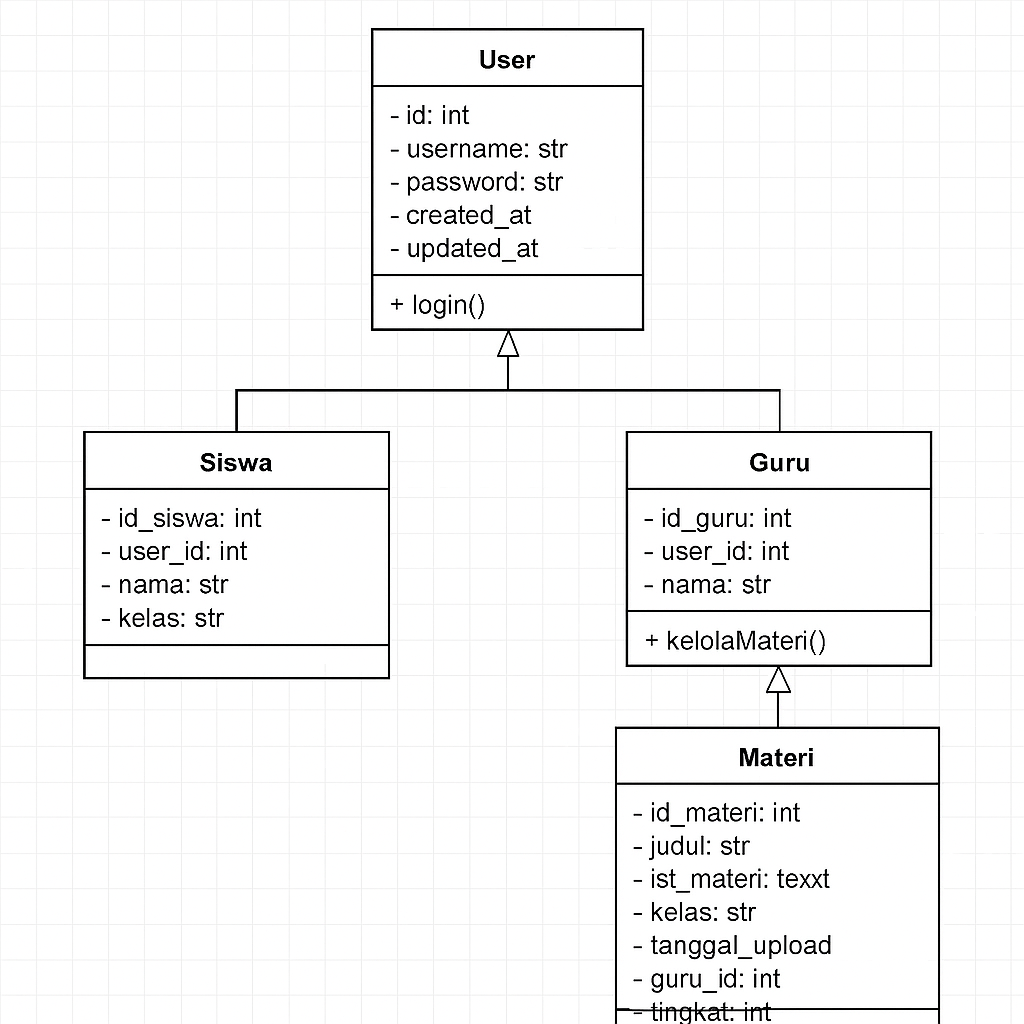 User
- id: int
- username: str
- password: str
- created_at
- updated_at
+ login()
Siswa
- id_siswa: int
- user_id: int
- nama: str
- kelas: str
Guru
- id_guru: int
- user_id: int
- nama: str
+ kelolaMateri()
Materi
- id_materi: int
- judul: str
- ist_materi: texxt
- kelas: str
- tanggal_upload
- guru_id: int
- tingkat: int